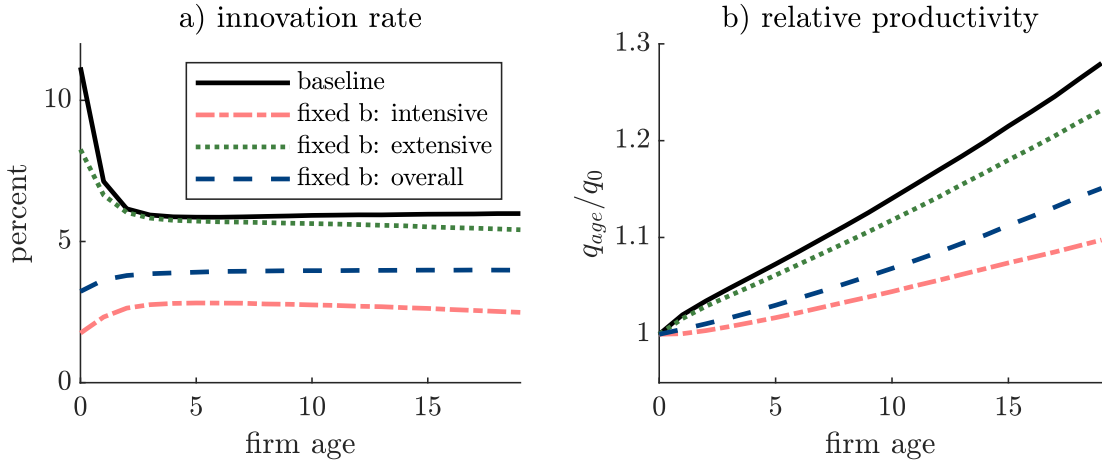 a) innovation rate
percent
10
5
0
0 5 10 15
firm age
baseline
fixed b: intensive
fixed b: extensive
fixed b: overall
b) relative productivity
q_age/q_0
1.3
1.2
1.1
1
0 5 10 15
firm age